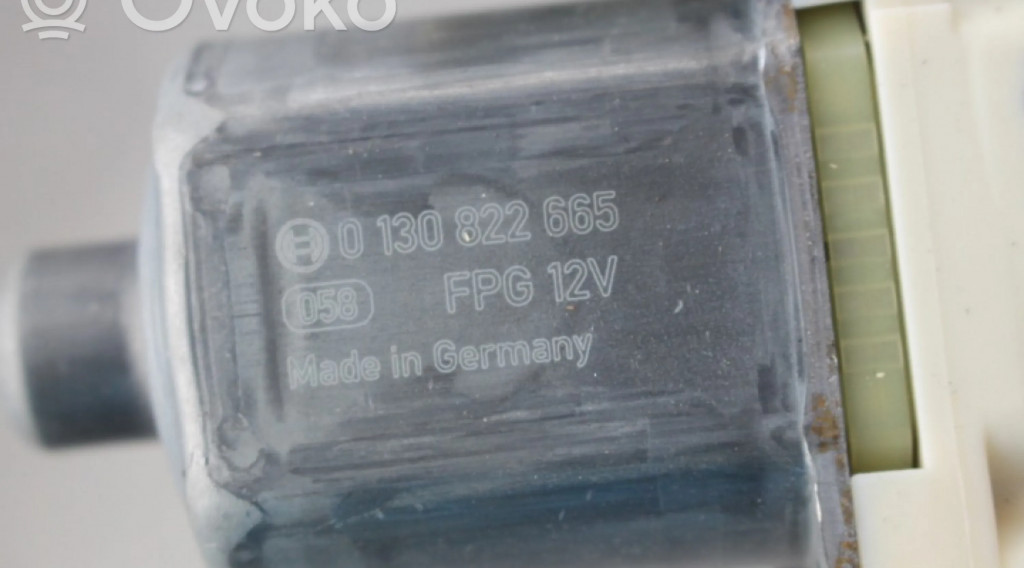 Ovoko
0 130 822 665
058 FPG 12V
Made in Germany